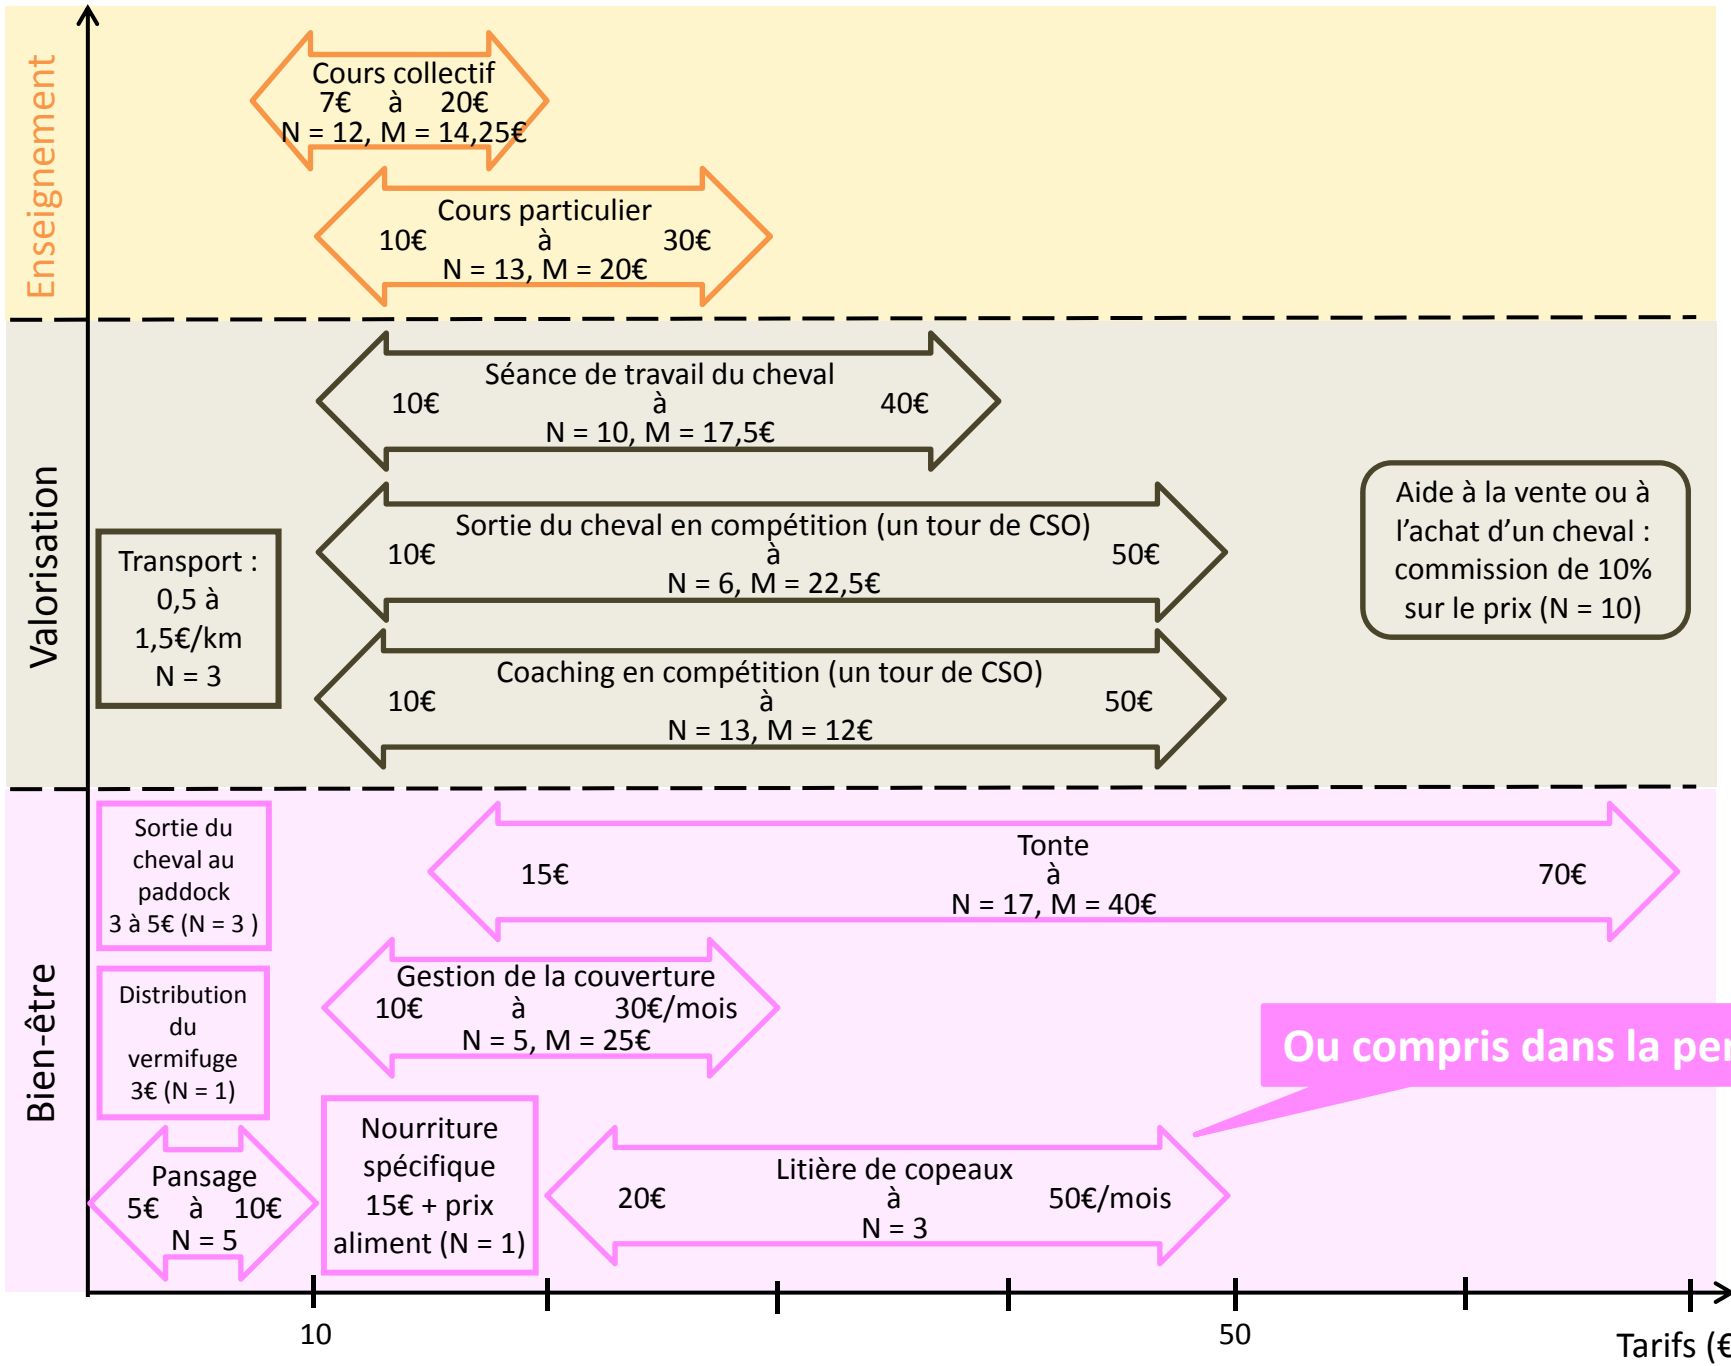 Enseignement
Cours collectif
7€ à 20€
N = 12, M = 14,25€
Cours particulier
10€ à 30€
N = 13, M = 20€
Valorisation
Séance de travail du cheval
10€ à 40€
N = 10, M = 17,5€
Sortie du cheval en compétition (un tour de CSO)
10€ à 50€
N = 6, M = 22,5€
Coaching en compétition (un tour de CSO)
10€ à 50€
N = 13, M = 12€
Transport :
0,5 à
1,5€/km
N = 3
Aide à la vente ou à
l’achat d’un cheval :
commission de 10%
sur le prix (N = 10)
Bien-être
Sortie du
cheval au
paddock
3 à 5€ (N = 3 )
Tonte
15€ à 70€
N = 17, M = 40€
Distribution
du
vermifuge
3€ (N = 1)
Gestion de la couverture
10€ à 30€/mois
N = 5, M = 25€
Ou compris dans la
Pansage
5€ à 10€
N = 5
Nourriture
spécifique
15€ + prix
aliment (N = 1)
Litière de copeaux
20€ à 50€/mois
N = 3
10 50
Tarifs (€